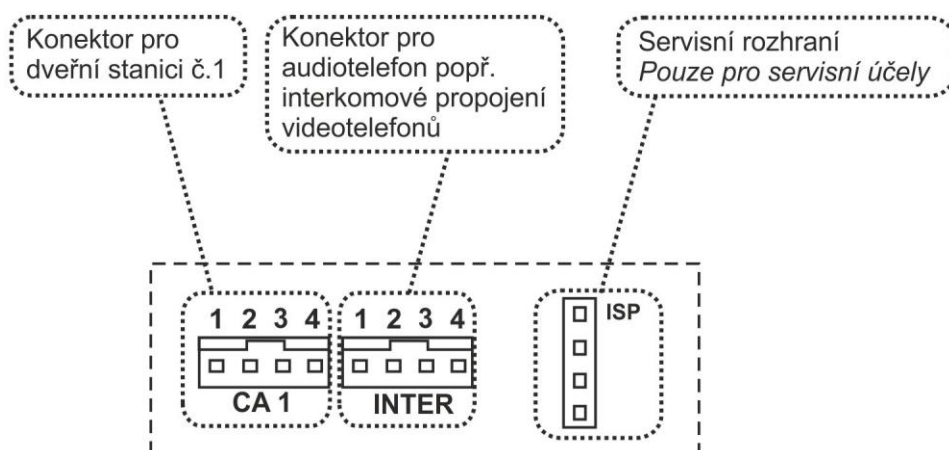 Konektor pro
dveřní stanici č.1
Konektor pro
audiotelefon popř.
interkomové propojení
videotelefonů
Servisní rozhraní
Pouze pro servisní účely
1 2 3 4
CA 1
1 2 3 4
INTER
ISP